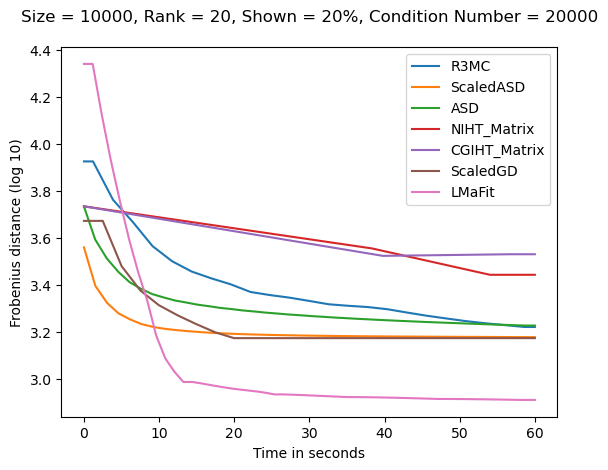 Size = 10000, Rank = 20, Shown = 20%, Condition Number = 20000
4.4
4.2
4.0
3.8
3.6
3.4
3.2
3.0
Frobenius distance (log 10)
R3MC
ScaledASD
ASD
NIHT_Matrix
CGIHT_Matrix
ScaledGD
LMaFit
0 10 20 30 40 50 60
Time in seconds